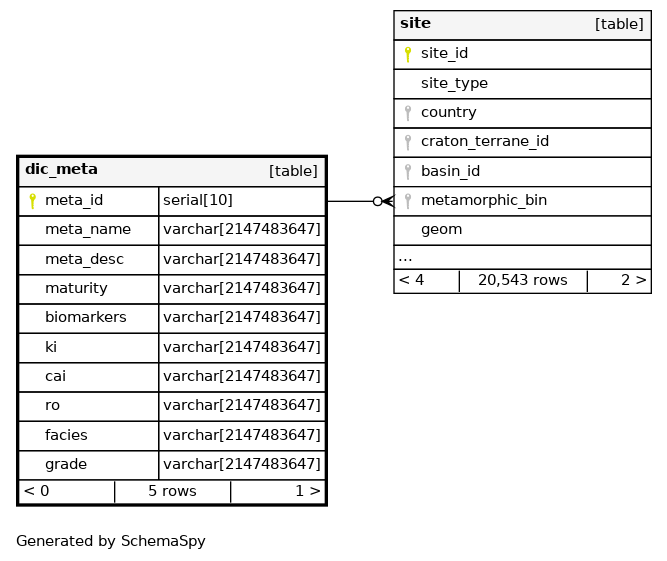 site [table]
site_id
site_type
country
craton_terrane_id
basin_id
metamorphic_bin
geom
...
< 4 20,543 rows 2 >
dic_meta [table]
meta_id serial[10]
meta_name varchar[2147483647]
meta_desc varchar[2147483647]
maturity varchar[2147483647]
biomarkers varchar[2147483647]
ki varchar[2147483647]
cai varchar[2147483647]
ro varchar[2147483647]
facies varchar[2147483647]
grade varchar[2147483647]
< 0 5 rows 1 >
Generated by SchemaSpy